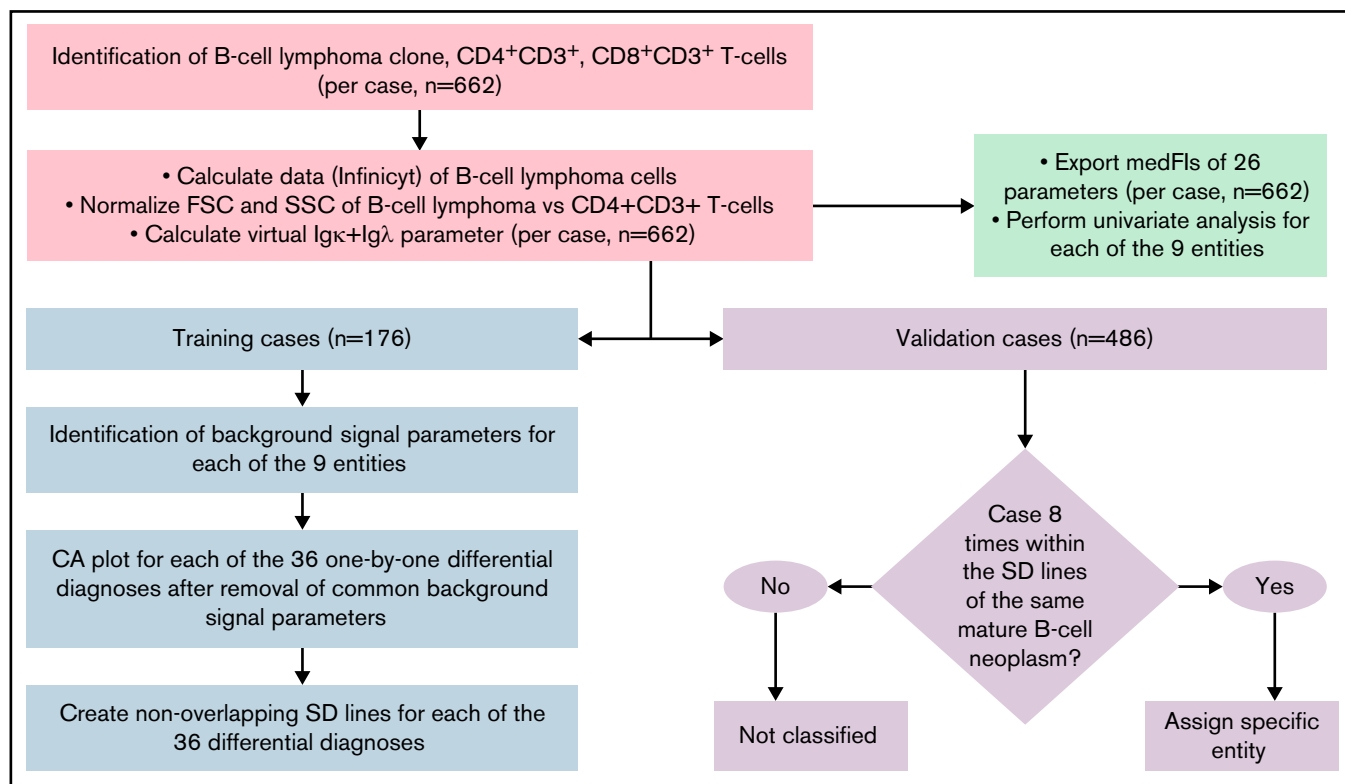 Identification of B-cell lymphoma clone, CD4+CD3+, CD8+CD3+ T-cells
(per case, n=662)
• Calculate data (Infinicyt) of B-cell lymphoma cells
• Normalize FSC and SSC of B-cell lymphoma vs CD4+CD3+ T-cells
• Calculate virtual Igκ+Igλ parameter (per case, n=662)
• Export medFIs of 26
parameters (per case, n=662)
• Perform univariate analysis for
each of the 9 entities
Training cases (n=176)
Identification of background signal parameters for
each of the 9 entities
CA plot for each of the 36 one-by-one differential
diagnoses after removal of common background
signal parameters
Create non-overlapping SD lines for each of the
36 differential diagnoses
Validation cases (n=486)
Case 8
times within
the SD lines
of the same
mature B-cell
neoplasm?
No
Yes
Not classified
Assign specific
entity